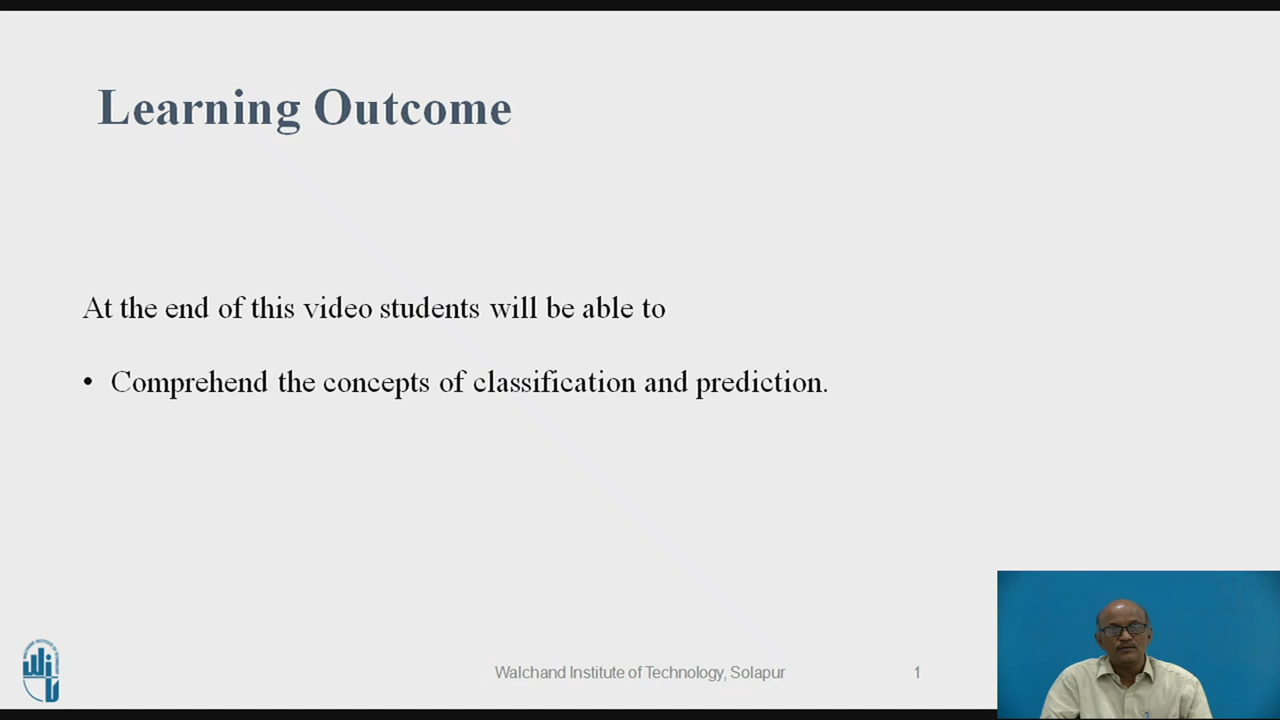 Learning Outcome
At the end of this video students will be able to
• Comprehend the concepts of classification and prediction.
Walchand Institute of Technology, Solapur
1
WIT